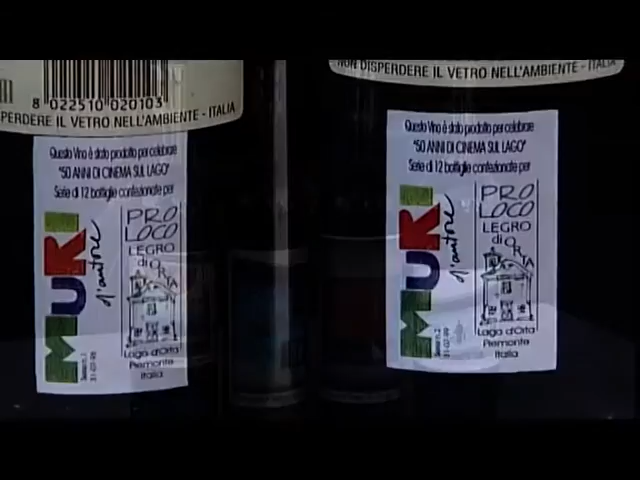 8 022510 020103
PERDERE IL VETRO NELL'AMBIENTE - ITALIA
Questo Vino è stato prodotto per celebrare
"50 ANNI DI CINEMA SUL LAGO"
Serie di 12 bottiglie confezionate per
MURI
d'autore
PRO
LOCO
LEGRO
di ORTA
Lago d'Orta
Piemonte
Italia
NON DISPERDERE IL VETRO NELL'AMBIENTE - ITALIA
Questo Vino è stato prodotto per celebrare
"50 ANNI DI CINEMA SUL LAGO"
Serie di 12 bottiglie confezionate per
MURI
d'autore
PRO
LOCO
LEGRO
di ORTA
Lago d'Orta
Piemonte
Italia